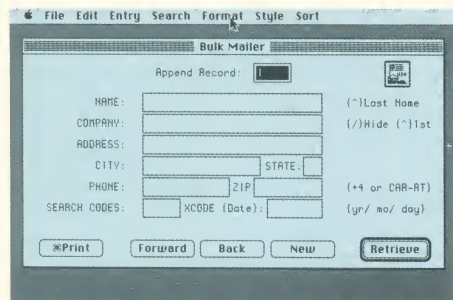 File Edit Entry Search Format Style Sort
Bulk Mailer
Append Record: 1
NAME: {^}Last Name
COMPANY: {/}Hide {^}1st
ADDRESS:
CITY: STATE:
PHONE: ZIP (+4 or CAR-RT)
SEARCH CODES: XCODE (Date): {yr/ mo/ day}
⌘Print Forward Back New Retrieve